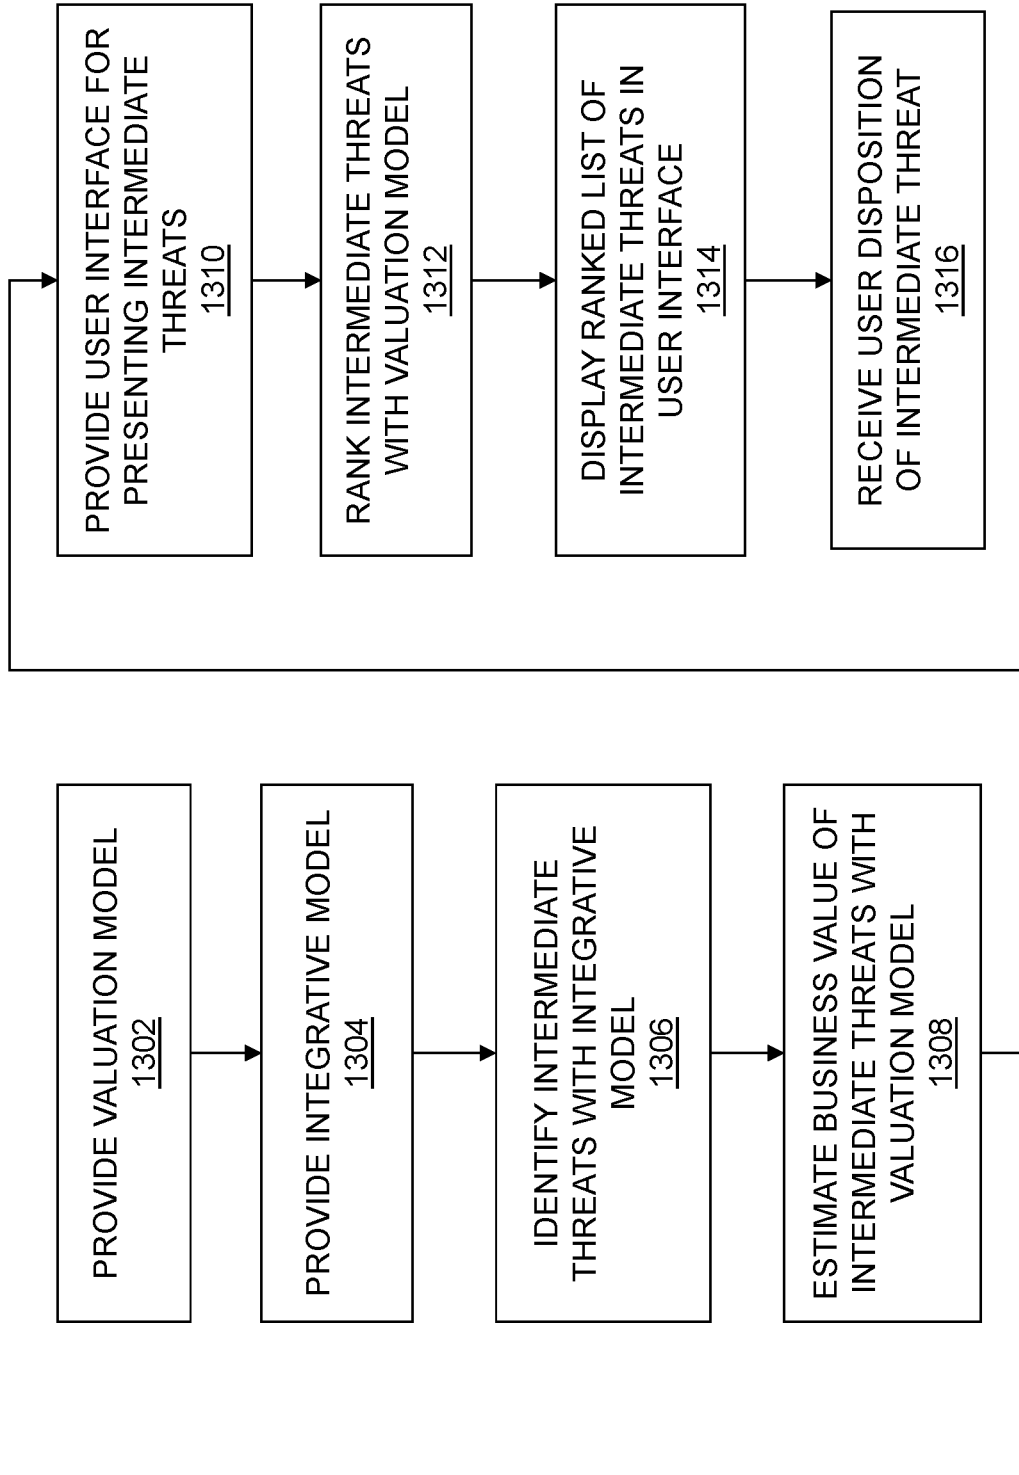 PROVIDE VALUATION MODEL
1302
PROVIDE INTEGRATIVE MODEL
1304
IDENTIFY INTERMEDIATE
THREATS WITH INTEGRATIVE
MODEL
1306
ESTIMATE BUSINESS VALUE OF
INTERMEDIATE THREATS WITH
VALUATION MODEL
1308
PROVIDE USER INTERFACE FOR
PRESENTING INTERMEDIATE
THREATS
1310
RANK INTERMEDIATE THREATS
WITH VALUATION MODEL
1312
DISPLAY RANKED LIST OF
INTERMEDIATE THREATS IN
USER INTERFACE
1314
RECEIVE USER DISPOSITION
OF INTERMEDIATE THREAT
1316